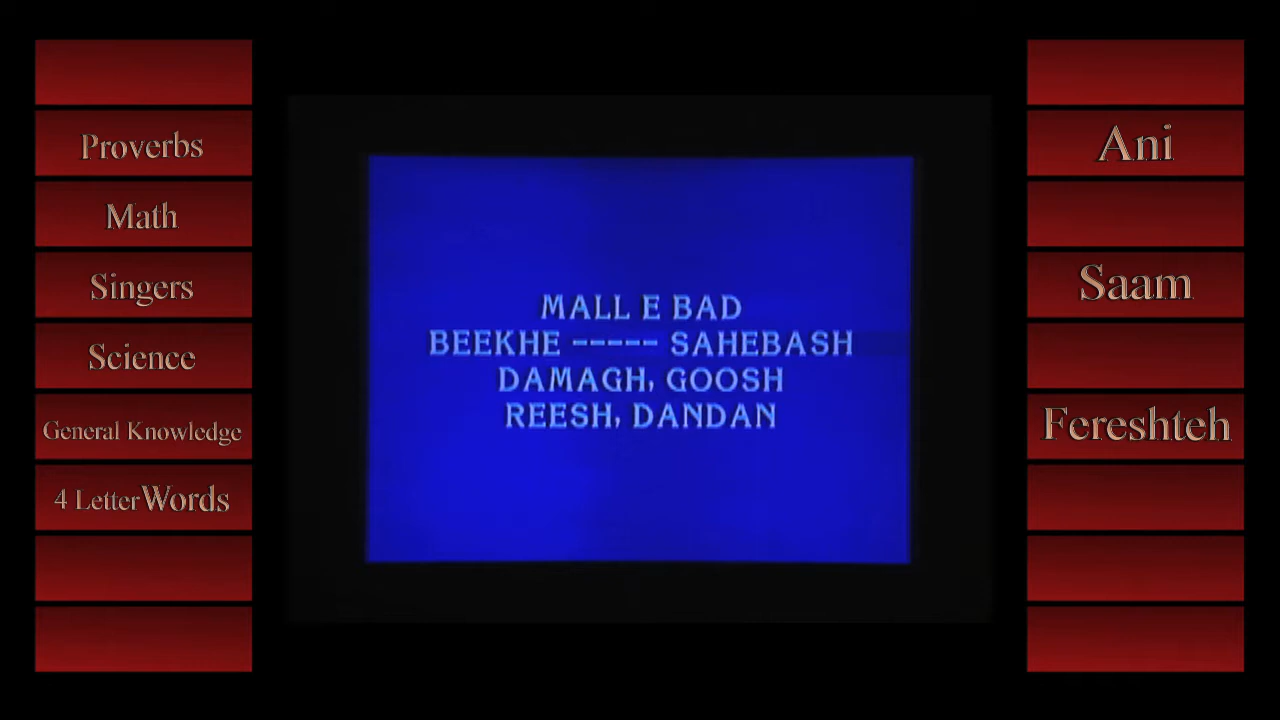 Proverbs
Math
Singers
Science
General Knowledge
4 Letter Words
MALL E BAD
BEEKHE ----- SAHEBASH
DAMAGH, GOOSH
REESH, DANDAN
Ani
Saam
Fereshteh